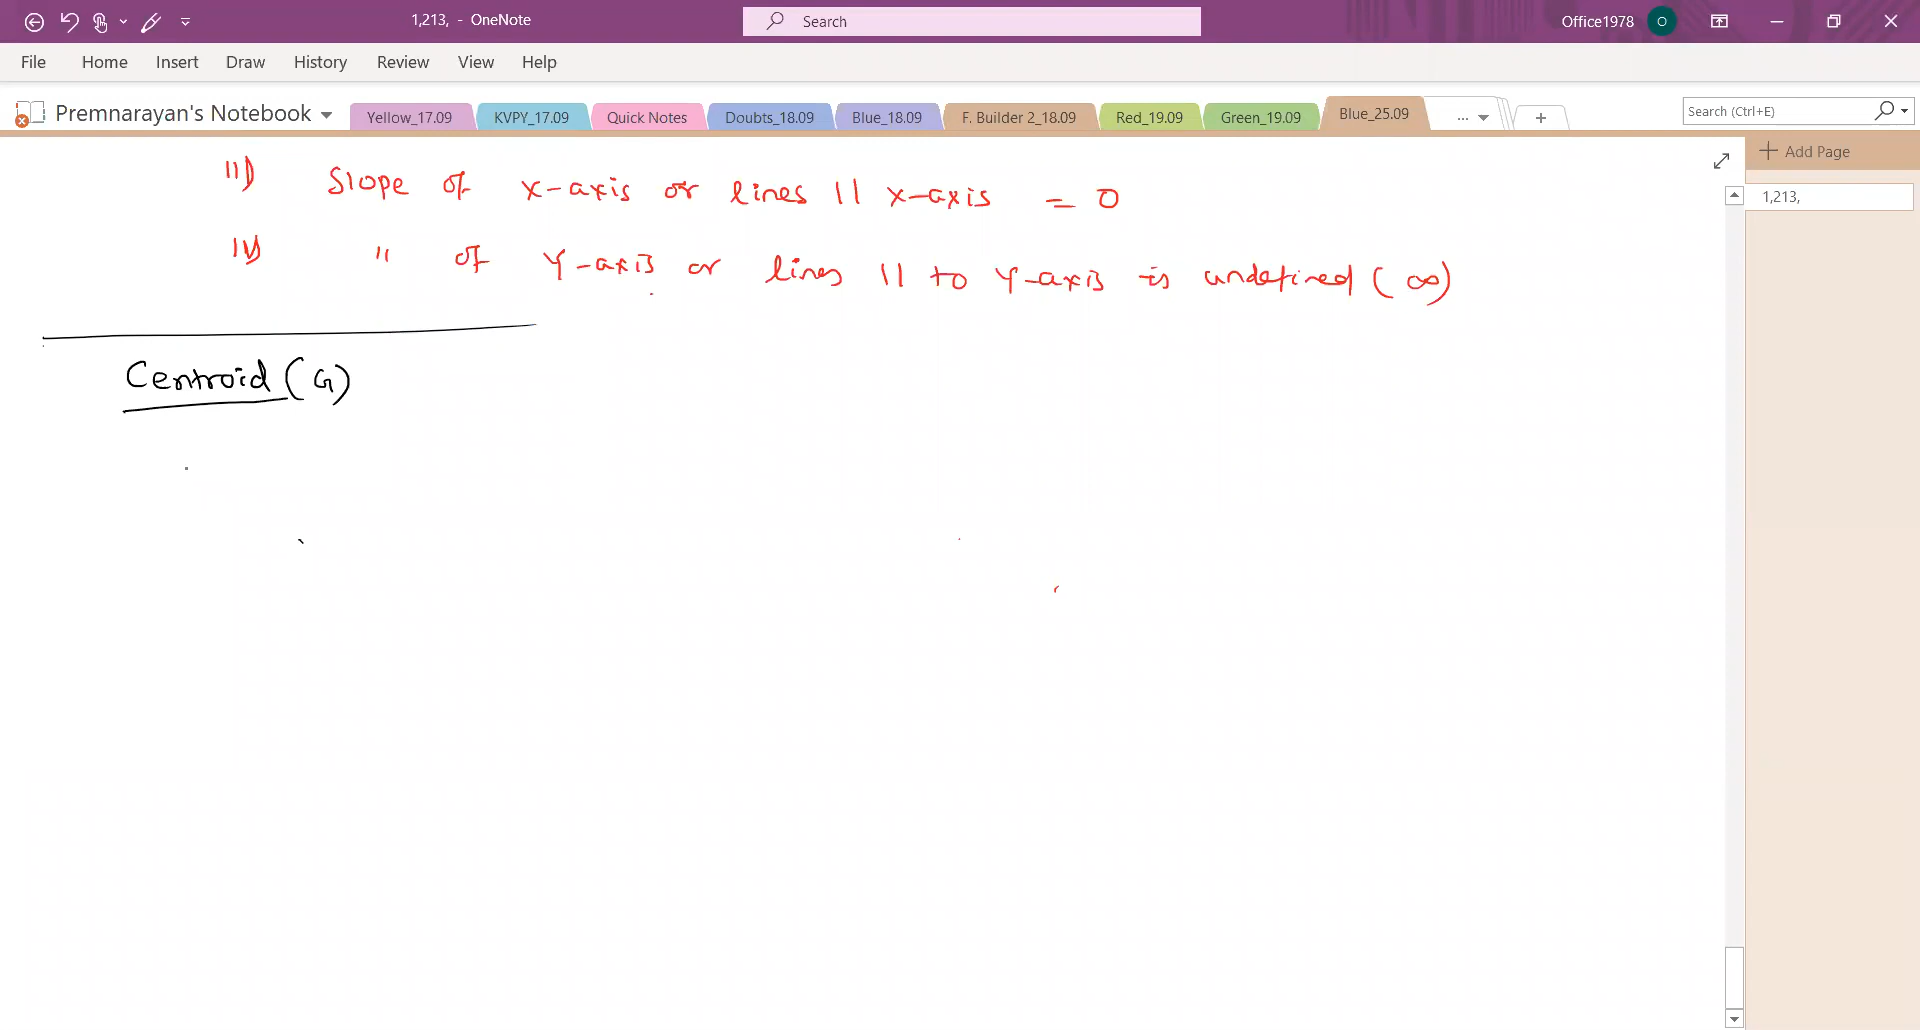 1,213, - OneNote
Search
Office1978
O
File Home Insert Draw History Review View Help
Premnarayan's Notebook
Yellow_17.09 KVPY_17.09 Quick Notes Doubts_18.09 Blue_18.09 F. Builder 2_18.09 Red_19.09 Green_19.09 Blue_25.09 ...
Search (Ctrl+E)
Add Page
1,213,
II) Slope of x-axis or lines || x-axis = 0
IV) " of Y-axis or lines || to Y-axis is undefined (∞)
Centroid (G)